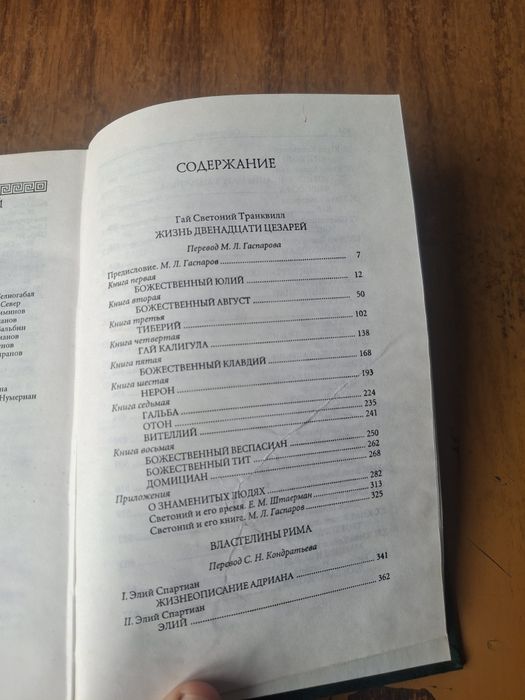 й
Гелиогабал
Север
Нумериан
СОДЕРЖАНИЕ
Гай Светоний Транквилл
ЖИЗНЬ ДВЕНАДЦАТИ ЦЕЗАРЕЙ
Перевод М. Л. Гаспарова
Предисловие. М. Л. Гаспаров 7
Книга первая
БОЖЕСТВЕННЫЙ ЮЛИЙ 12
Книга вторая
БОЖЕСТВЕННЫЙ АВГУСТ 50
Книга третья
ТИБЕРИЙ 102
Книга четвертая
ГАЙ КАЛИГУЛА 138
Книга пятая
БОЖЕСТВЕННЫЙ КЛАВДИЙ 168
Книга шестая
НЕРОН 193
Книга седьмая
ГАЛЬБА 224
ОТОН 235
ВИТЕЛЛИЙ 241
Книга восьмая
БОЖЕСТВЕННЫЙ ВЕСПАСИАН 250
БОЖЕСТВЕННЫЙ ТИТ 262
ДОМИЦИАН 268
Приложения
О ЗНАМЕНИТЫХ ЛЮДЯХ 282
Светоний и его время. Е. М. Штаерман 313
Светоний и его книга. М. Л. Гаспаров 325
ВЛАСТЕЛИНЫ РИМА
Перевод С. Н. Кондратьева
I. Элий Спартиан
ЖИЗНЕОПИСАНИЕ АДРИАНА 341
II. Элий Спартиан
ЭЛИЙ 362